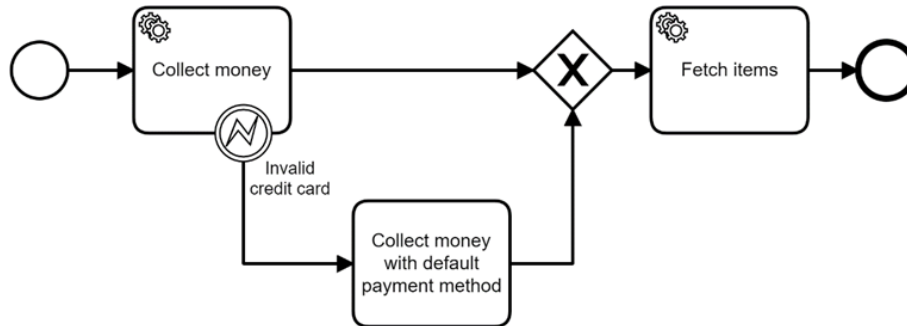 Collect money
Fetch items
Invalid
credit card
Collect money
with default
payment method